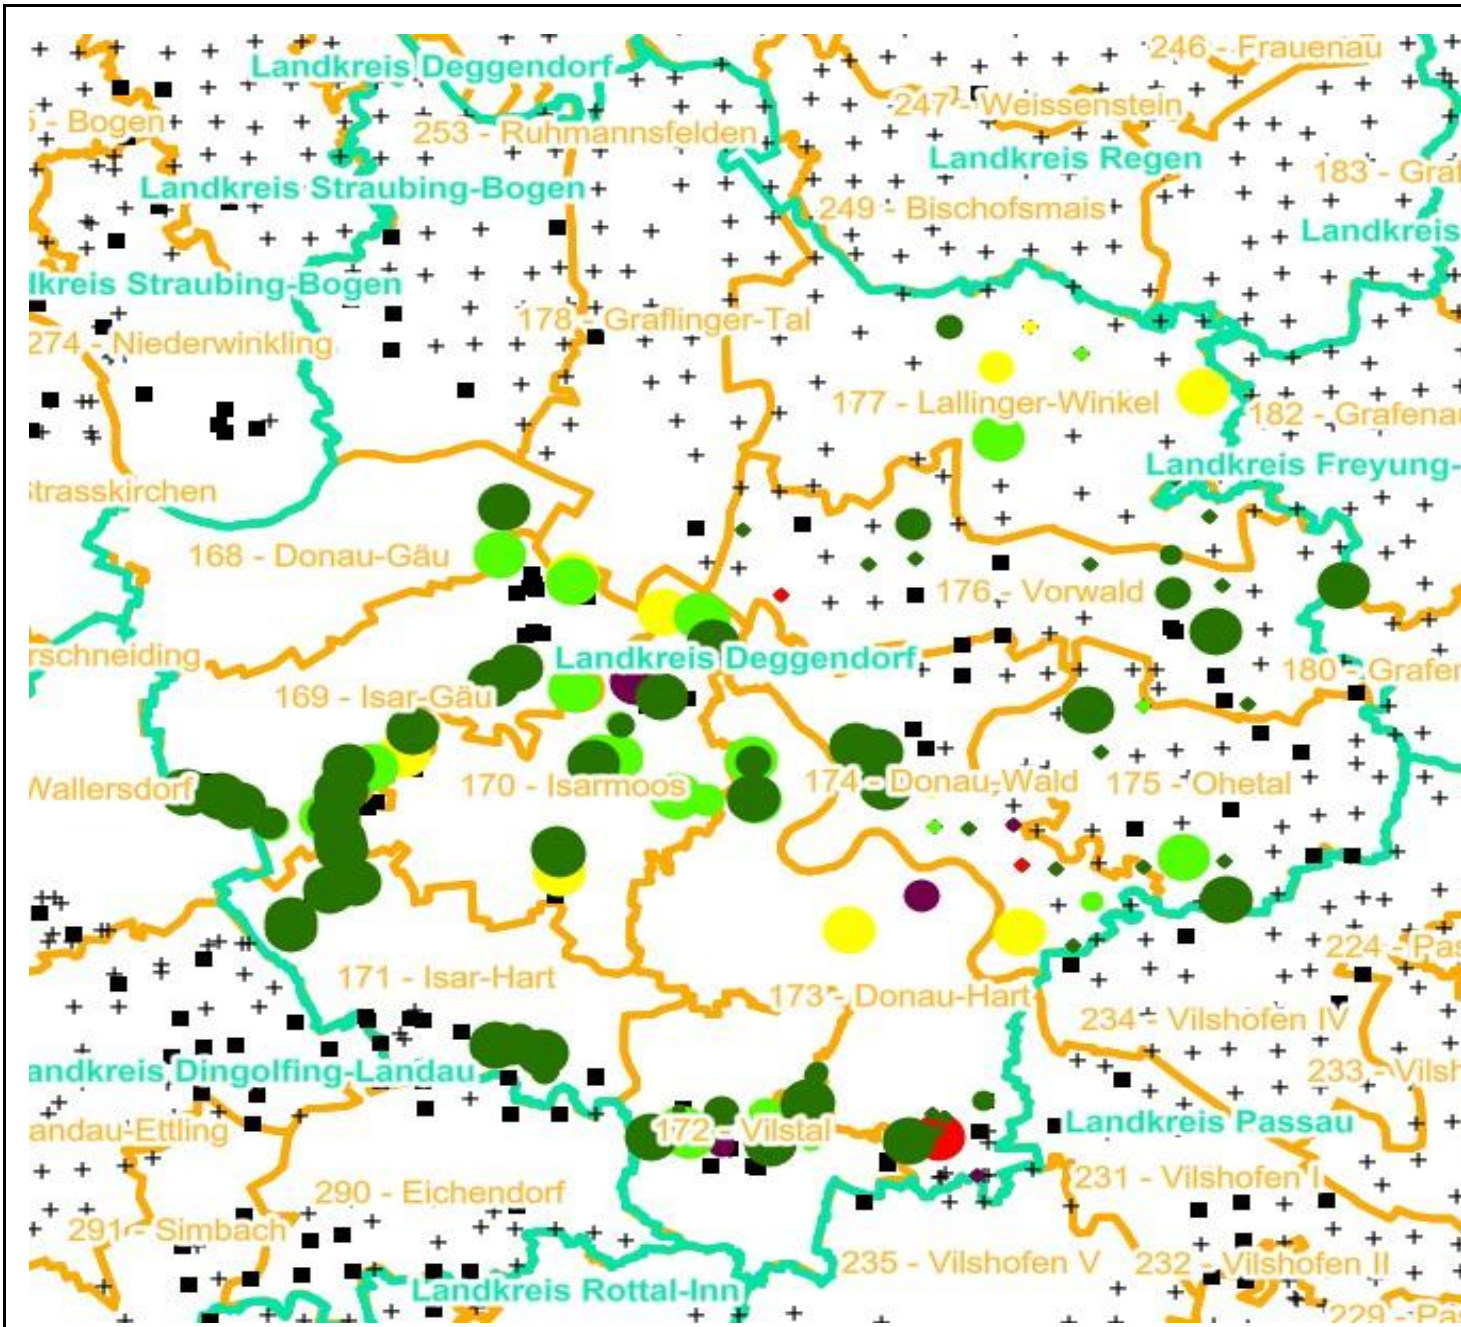 246 - Frauenau
Landkreis Deggendorf
247 - Weissenstein
5 - Bogen
253 - Ruhmannsfelden
Landkreis Regen
183 - Graf
Landkreis Straubing-Bogen
249 - Bischofsmais
Landkreis
dkreis Straubing-Bogen
178 - Graflinger-Tal
274 - Niederwinkling
177 - Lallinger-Winkel
182 - Grafenau
Landkreis Freyung-
Strasskirchen
168 - Donau-Gäu
176 - Vorwald
rschneiding
Landkreis Deggendorf
180 - Grafen
169 - Isar-Gäu
Wallersdorf
170 - Isarmoos
174 - Donau-Wald
175 - Ohetal
224 - Pas
171 - Isar-Hart
173 - Donau-Hart
234 - Vilshofen IV
andkreis Dingolfing-Landau
233 - Vilsh
andau-Ettling
172 - Vilstal
Landkreis Passau
290 - Eichendorf
231 - Vilshofen I
291 - Simbach
235 - Vilshofen V
232 - Vilshofen II
Landkreis Rottal-Inn
229 - Pas